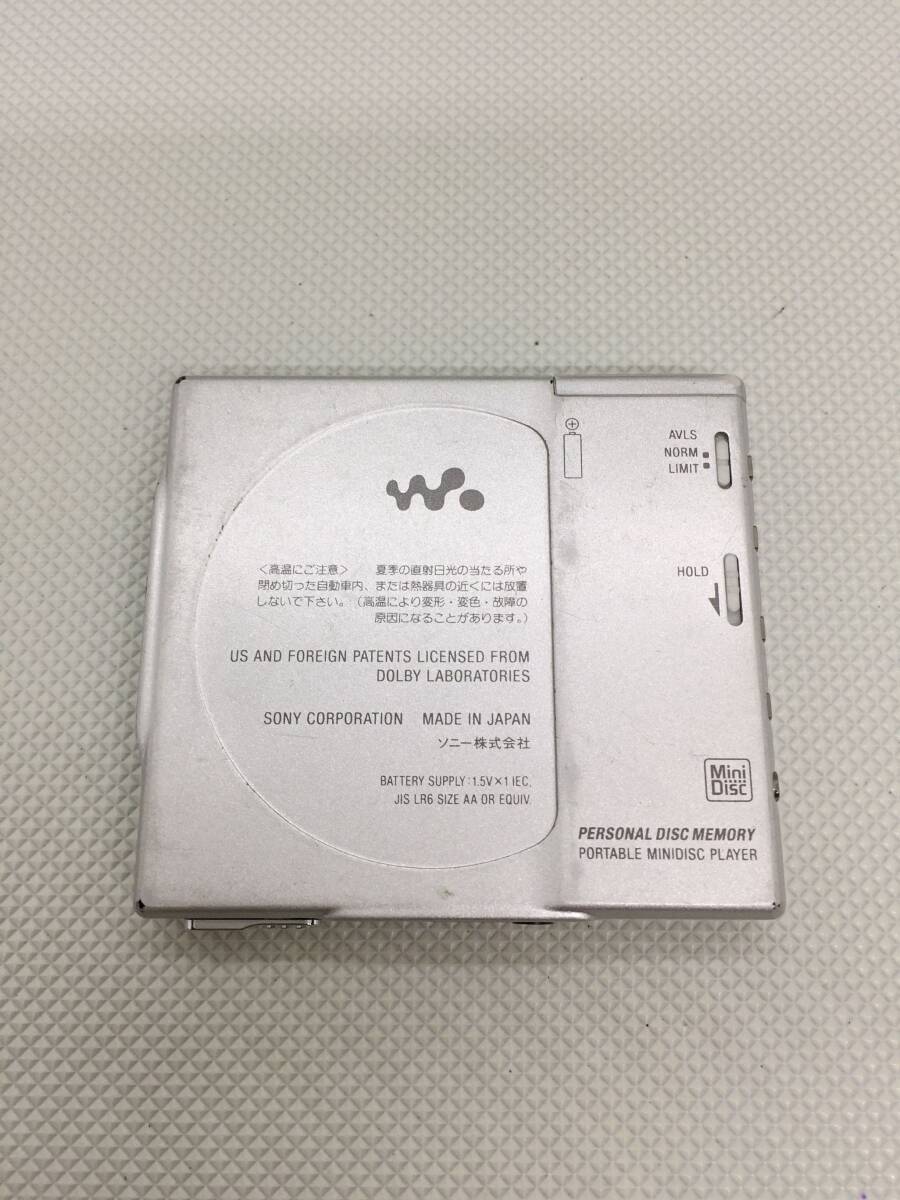 AVLS
NORM
LIMIT
HOLD
<高温にご注意> 夏季の直射日光の当たる所や
閉め切った自動車内、または熱器具の近くには放置
しないで下さい。(高温により変形・変色・故障の
原因になることがあります。)
US AND FOREIGN PATENTS LICENSED FROM
DOLBY LABORATORIES
SONY CORPORATION MADE IN JAPAN
ソニー株式会社
BATTERY SUPPLY : 1.5V×1 IEC,
JIS LR6 SIZE AA OR EQUIV.
Mini
Disc
PERSONAL DISC MEMORY
PORTABLE MINIDISC PLAYER